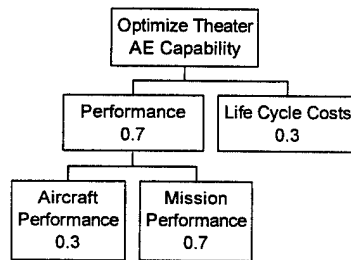 Optimize Theater
AE Capability
Performance
0.7
Life Cycle Costs
0.3
Aircraft
Performance
0.3
Mission
Performance
0.7